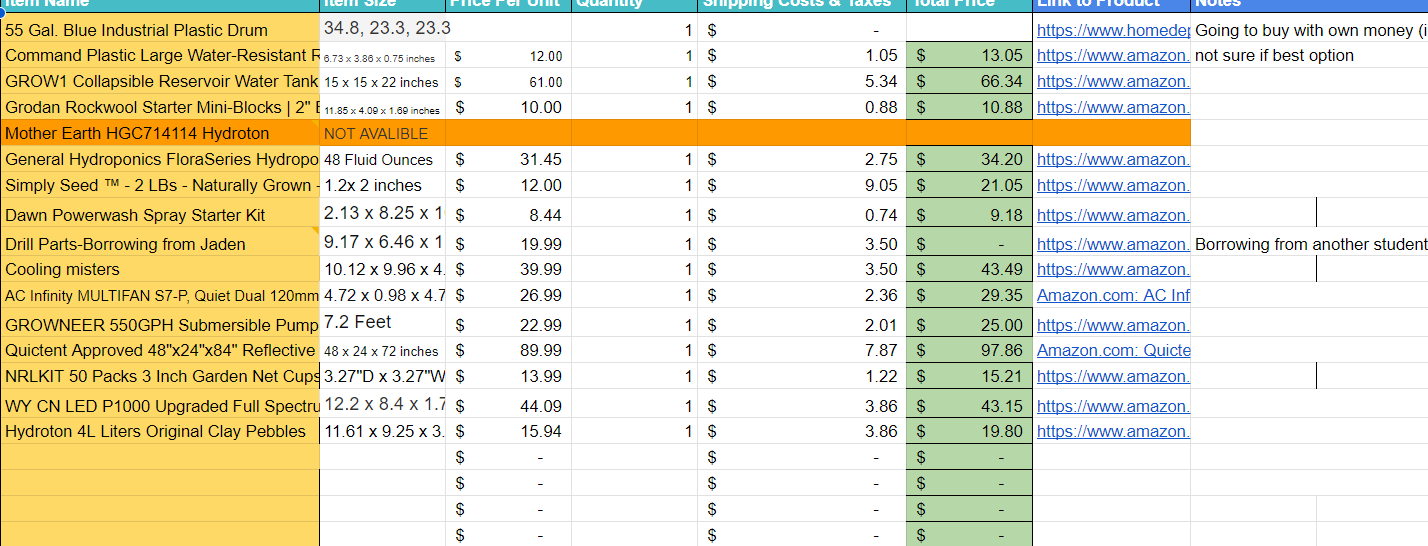 Item Name Item Size Price Per Unit Quantity Shipping Costs & Taxes Total Price Link to Product Notes
55 Gal. Blue Industrial Plastic Drum 34.8, 23.3, 23.3 1 $ - https://www.homedep Going to buy with own money (i
Command Plastic Large Water-Resistant R 6.73 x 3.86 x 0.75 inches $ 12.00 1 $ 1.05 $ 13.05 https://www.amazon. not sure if best option
GROW1 Collapsible Reservoir Water Tank 15 x 15 x 22 inches $ 61.00 1 $ 5.34 $ 66.34 https://www.amazon.
Grodan Rockwool Starter Mini-Blocks | 2" E 11.85 x 4.09 x 1.69 inches $ 10.00 1 $ 0.88 $ 10.88 https://www.amazon.
Mother Earth HGC714114 Hydroton NOT AVALIBLE
General Hydroponics FloraSeries Hydropo 48 Fluid Ounces $ 31.45 1 $ 2.75 $ 34.20 https://www.amazon.
Simply Seed ™ - 2 LBs - Naturally Grown - 1.2x 2 inches $ 12.00 1 $ 9.05 $ 21.05 https://www.amazon.
Dawn Powerwash Spray Starter Kit 2.13 x 8.25 x 1 $ 8.44 1 $ 0.74 $ 9.18 https://www.amazon.
Drill Parts-Borrowing from Jaden 9.17 x 6.46 x 1 $ 19.99 1 $ 3.50 $ - https://www.amazon. Borrowing from another student
Cooling misters 10.12 x 9.96 x 4. $ 39.99 1 $ 3.50 $ 43.49 https://www.amazon.
AC Infinity MULTIFAN S7-P, Quiet Dual 120mm 4.72 x 0.98 x 4.7 $ 26.99 1 $ 2.36 $ 29.35 Amazon.com: AC Inf
GROWNEER 550GPH Submersible Pump 7.2 Feet $ 22.99 1 $ 2.01 $ 25.00 https://www.amazon.
Quictent Approved 48"x24"x84" Reflective 48 x 24 x 72 inches $ 89.99 1 $ 7.87 $ 97.86 Amazon.com: Quicte
NRLKIT 50 Packs 3 Inch Garden Net Cups 3.27"D x 3.27"W $ 13.99 1 $ 1.22 $ 15.21 https://www.amazon.
WY CN LED P1000 Upgraded Full Spectru 12.2 x 8.4 x 1.7 $ 44.09 1 $ 3.86 $ 43.15 https://www.amazon.
Hydroton 4L Liters Original Clay Pebbles 11.61 x 9.25 x 3. $ 15.94 1 $ 3.86 $ 19.80 https://www.amazon.
$ - $ - $ -
$ - $ - $ -
$ - $ - $ -
$ - $ - $ -